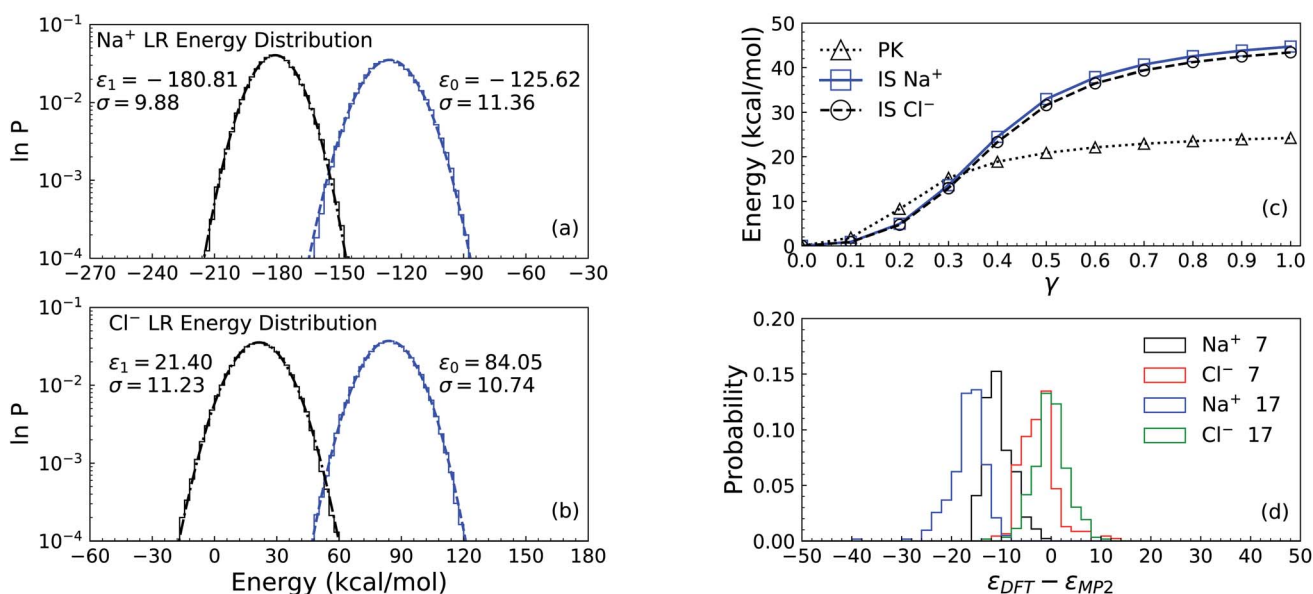 10⁻¹
10⁻²
10⁻³
10⁻⁴
ln P
Na⁺ LR Energy Distribution
ε₁ = −180.81
σ = 9.88
ε₀ = −125.62
σ = 11.36
(a)
−270 −240 −210 −180 −150 −120 −90 −60 −30
10⁻¹
10⁻²
10⁻³
10⁻⁴
ln P
Cl⁻ LR Energy Distribution
ε₁ = 21.40
σ = 11.23
ε₀ = 84.05
σ = 10.74
(b)
−60 −30 0 30 60 90 120 150 180
Energy (kcal/mol)
50
40
30
20
10
0
Energy (kcal/mol)
PK
IS Na⁺
IS Cl⁻
(c)
0.0 0.1 0.2 0.3 0.4 0.5 0.6 0.7 0.8 0.9 1.0
γ
0.20
0.15
0.10
0.05
0.00
Probability
Na⁺ 7
Cl⁻ 7
Na⁺ 17
Cl⁻ 17
(d)
−50 −40 −30 −20 −10 0 10 20 30 40 50
ε_DFT − ε_MP2